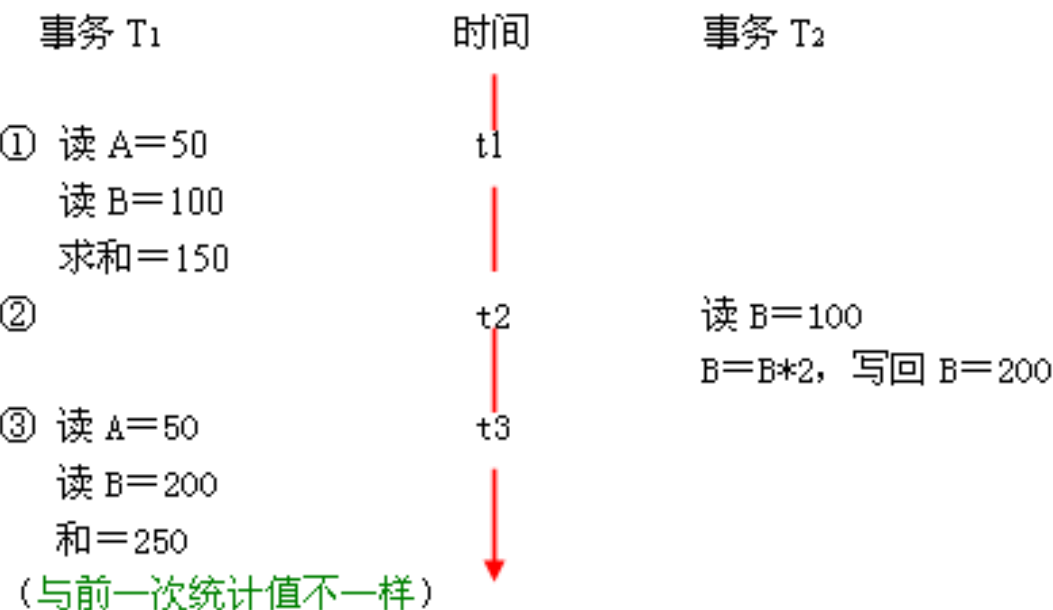 事务 T₁ 时间 事务 T₂
① 读 A＝50 t1
读 B＝100
求和＝150
② t2 读 B＝100
B＝B*2，写回 B＝200
③ 读 A＝50 t3
读 B＝200
和＝250
（与前一次统计值不一样）